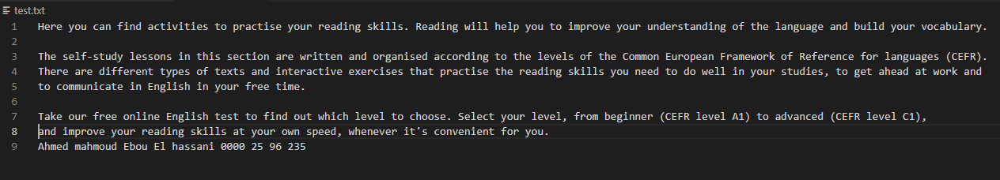 test.txt
1 Here you can find activities to practise your reading skills. Reading will help you to improve your understanding of the language and build your vocabulary.
2
3 The self-study lessons in this section are written and organised according to the levels of the Common European Framework of Reference for languages (CEFR).
4 There are different types of texts and interactive exercises that practise the reading skills you need to do well in your studies, to get ahead at work and
5 to communicate in English in your free time.
6
7 Take our free online English test to find out which level to choose. Select your level, from beginner (CEFR level A1) to advanced (CEFR level C1),
8 and improve your reading skills at your own speed, whenever it's convenient for you.
9 Ahmed mahmoud Ebou El hassani 0000 25 96 235